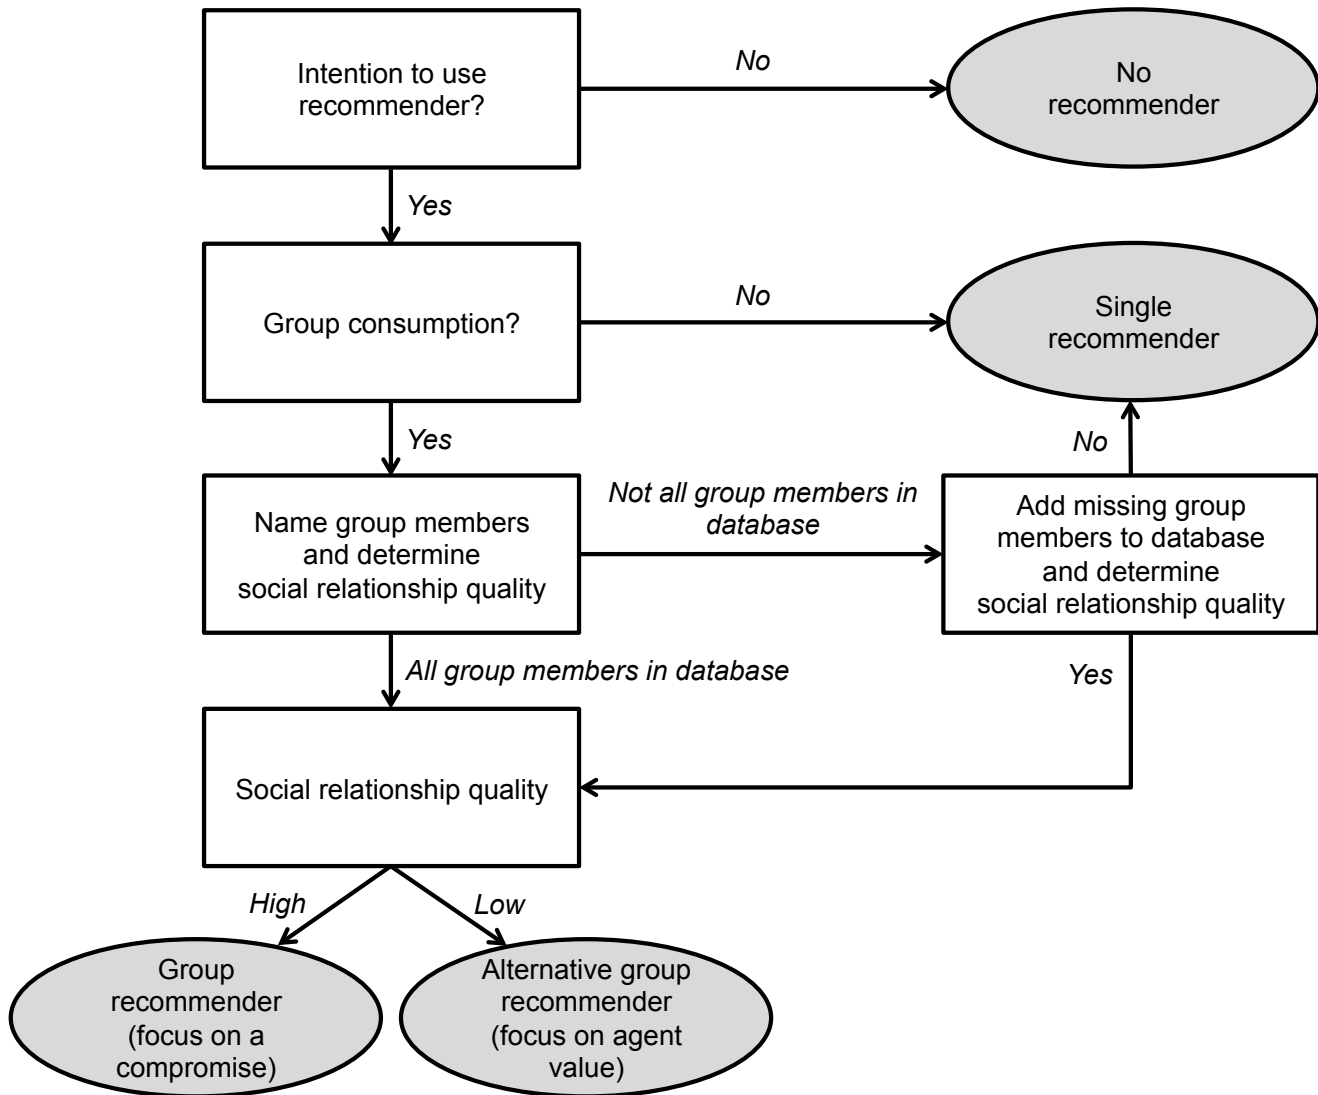 Intention to use
recommender?
No
No
recommender
Yes
Group consumption?
No
Single
recommender
Yes
No
Name group members
and determine
social relationship quality
Not all group members in
database
Add missing group
members to database
and determine
social relationship quality
All group members in database
Yes
Social relationship quality
High
Low
Group
recommender
(focus on a
compromise)
Alternative group
recommender
(focus on agent
value)